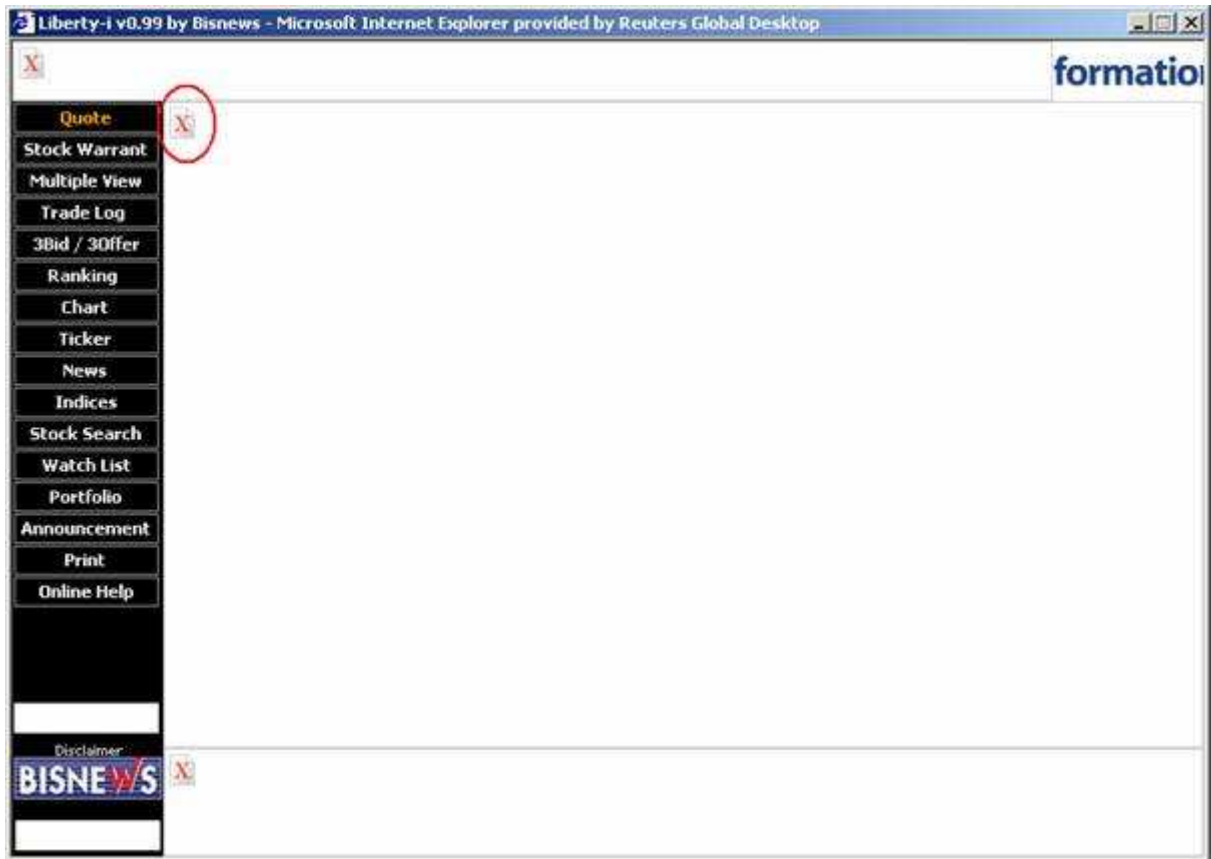 Liberty-i v0.99 by Bisnews - Microsoft Internet Explorer provided by Reuters Global Desktop
formatio
Quote
Stock Warrant
Multiple View
Trade Log
3Bid / 3Offer
Ranking
Chart
Ticker
News
Indices
Stock Search
Watch List
Portfolio
Announcement
Print
Online Help
Disclaimer
BISNEWS